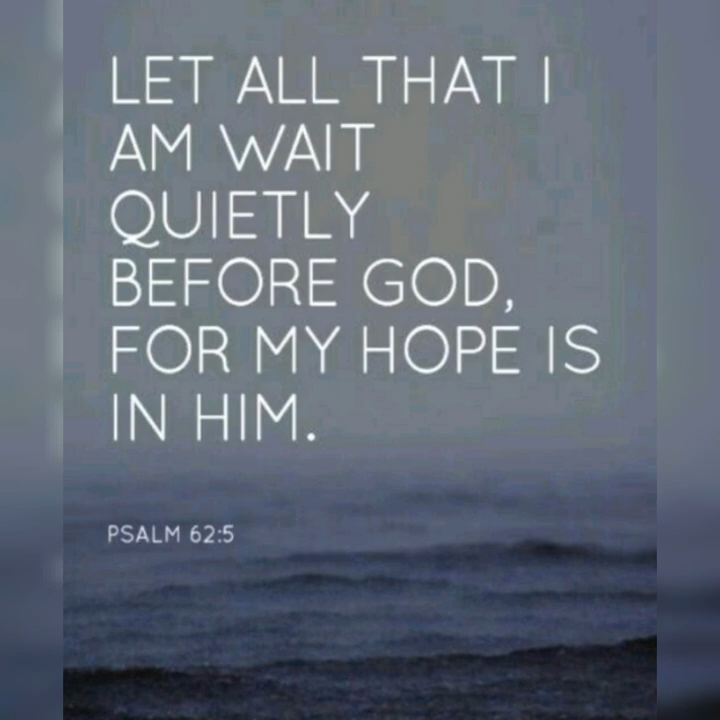 LET ALL THAT I
AM WAIT
QUIETLY
BEFORE GOD,
FOR MY HOPE IS
IN HIM.
PSALM 62:5